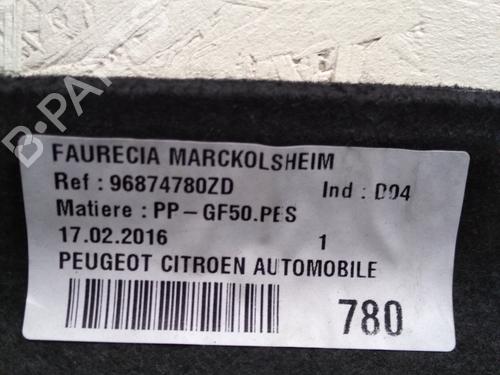 B-PARTS
FAURECIA MARCKOLSHEIM
Ref : 96874780ZD Ind : D04
Matiere : PP-GF50.PES
17.02.2016 1
PEUGEOT CITROEN AUTOMOBILE
780